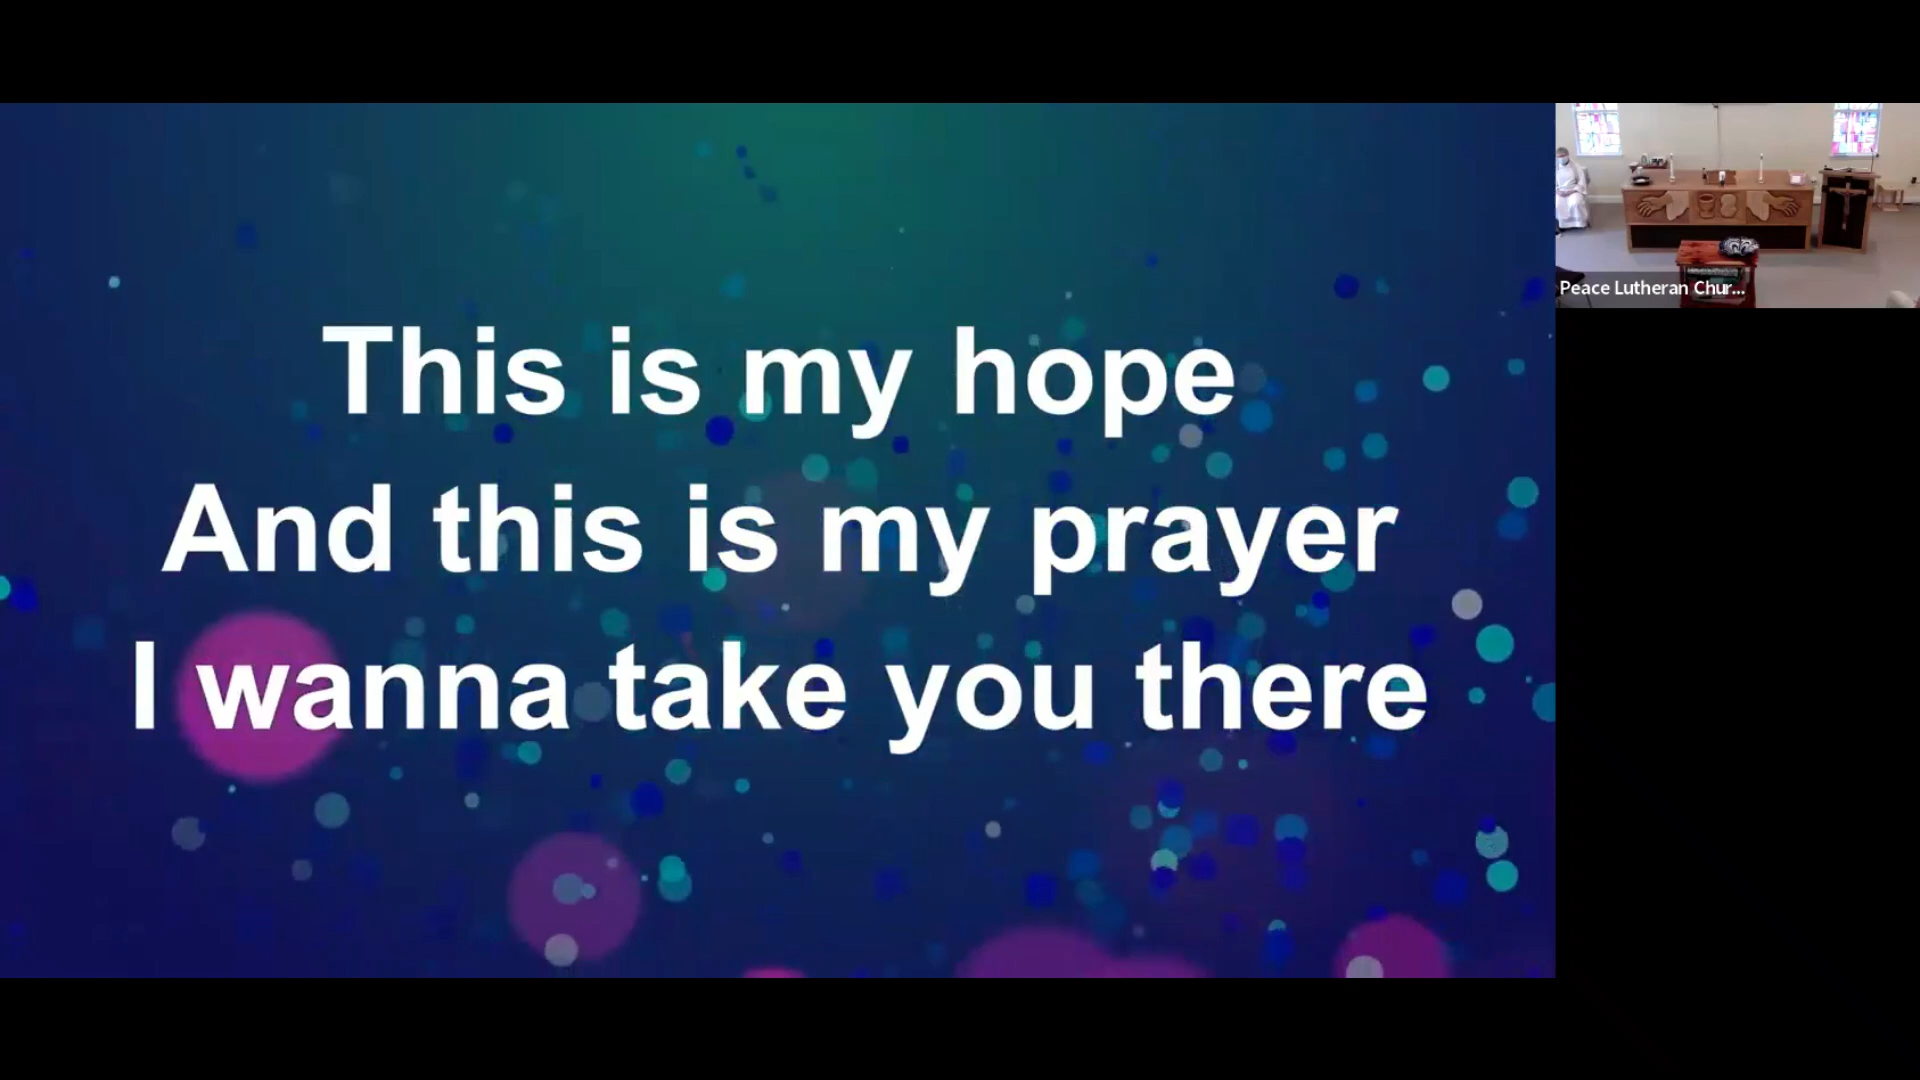 This is my hope
And this is my prayer
I wanna take you there
Peace Lutheran Chur...